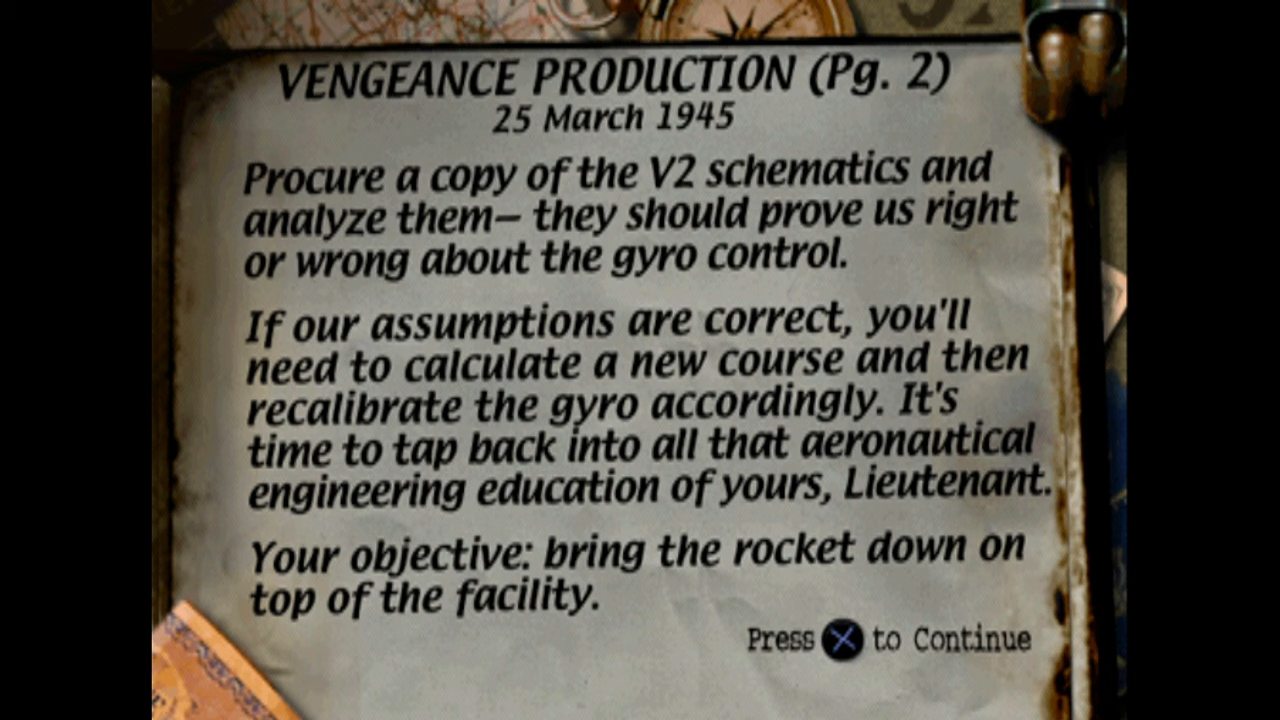 VENGEANCE PRODUCTION (Pg. 2)
25 March 1945
Procure a copy of the V2 schematics and
analyze them— they should prove us right
or wrong about the gyro control.
If our assumptions are correct, you'll
need to calculate a new course and then
recalibrate the gyro accordingly. It's
time to tap back into all that aeronautical
engineering education of yours, Lieutenant.
Your objective: bring the rocket down on
top of the facility.
Press X to Continue